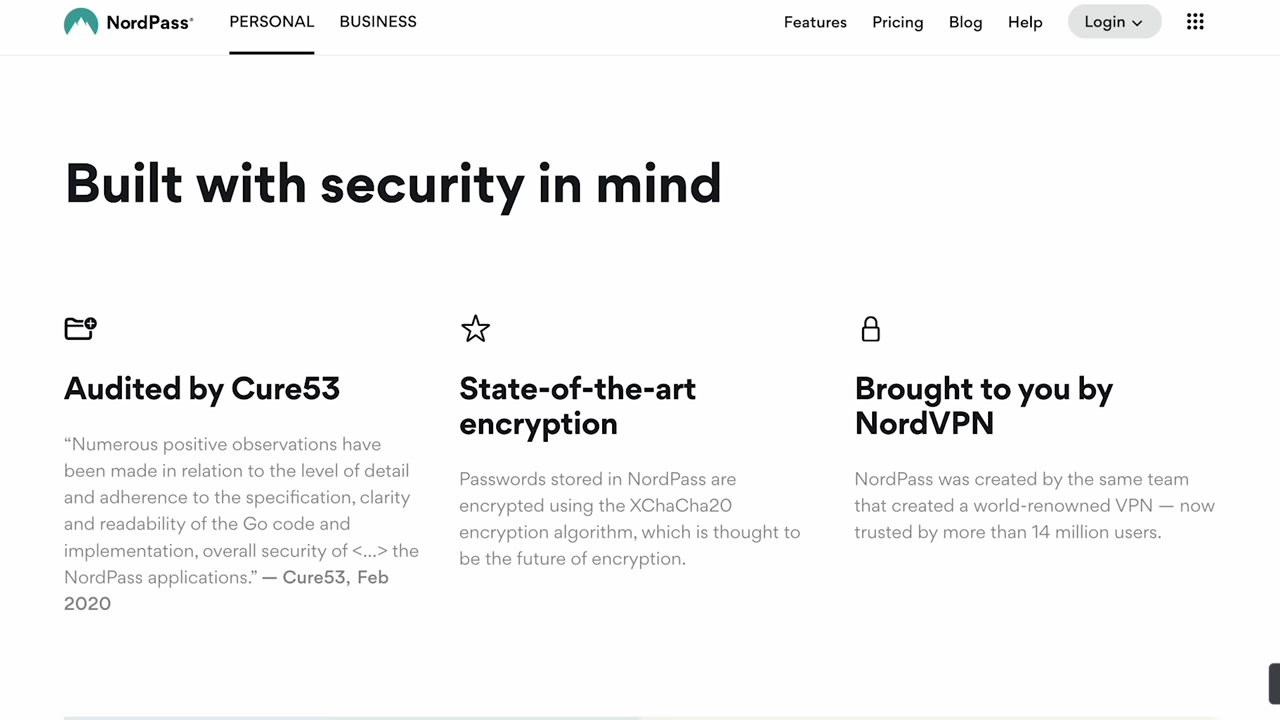 NordPass®
PERSONAL
BUSINESS
Features
Pricing
Blog
Help
Login
Built with security in mind
Audited by Cure53
“Numerous positive observations have
been made in relation to the level of detail
and adherence to the specification, clarity
and readability of the Go code and
implementation, overall security of <...> the
NordPass applications.” — Cure53, Feb
2020
State-of-the-art
encryption
Passwords stored in NordPass are
encrypted using the XChaCha20
encryption algorithm, which is thought to
be the future of encryption.
Brought to you by
NordVPN
NordPass was created by the same team
that created a world-renowned VPN — now
trusted by more than 14 million users.